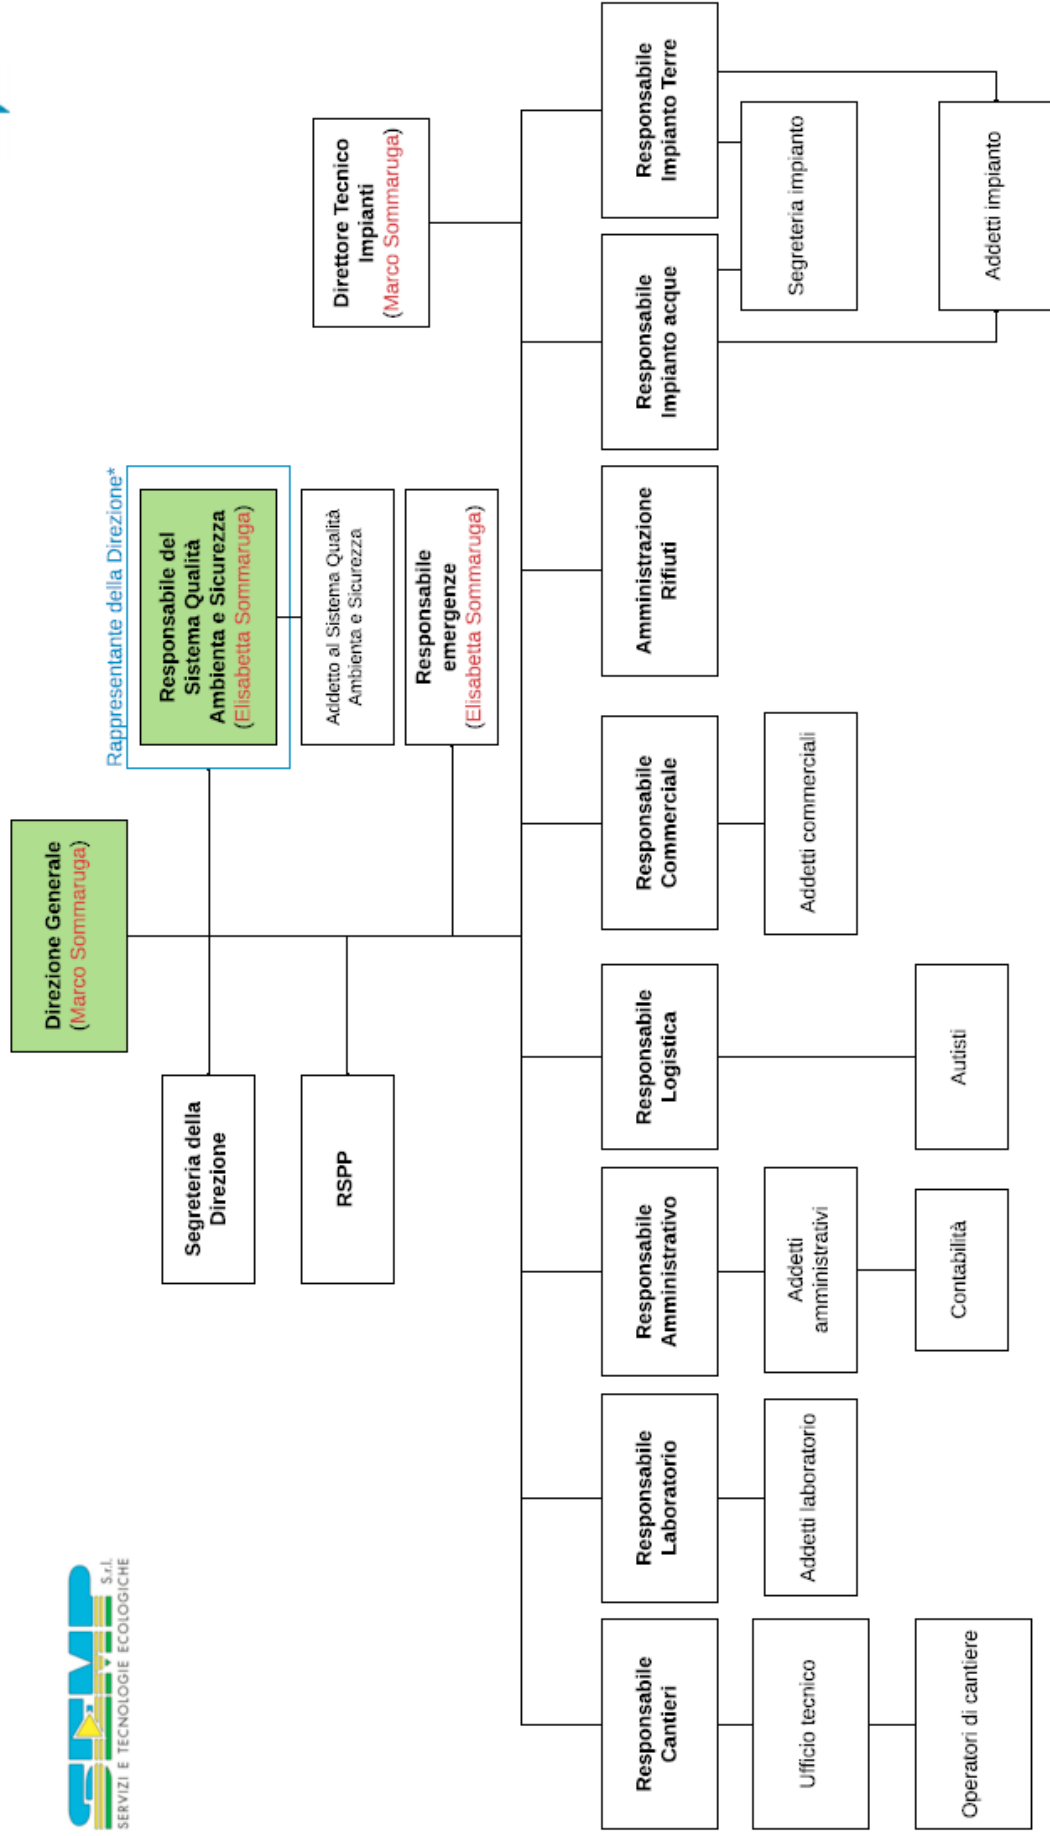 S.r.l.
SERVIZI E TECNOLOGIE ECOLOGICHE
Direzione Generale
(Marco Sommaruga)
Rappresentante della Direzione*
Responsabile del
Sistema Qualità
Ambienta e Sicurezza
(Elisabetta Sommaruga)
Segreteria della
Direzione
Addetto al Sistema Qualità
Ambienta e Sicurezza
RSPP
Direttore Tecnico
Impianti
(Marco Sommaruga)
Responsabile
emergenze
(Elisabetta Sommaruga)
Responsabile
Cantieri
Responsabile
Laboratorio
Responsabile
Amministrativo
Responsabile
Logistica
Responsabile
Commerciale
Amministrazione
Rifiuti
Responsabile
Impianto acque
Responsabile
Impianto Terre
Ufficio tecnico
Addetti laboratorio
Addetti
amministrativi
Addetti commerciali
Segreteria impianto
Operatori di cantiere
Contabilità
Autisti
Addetti impianto